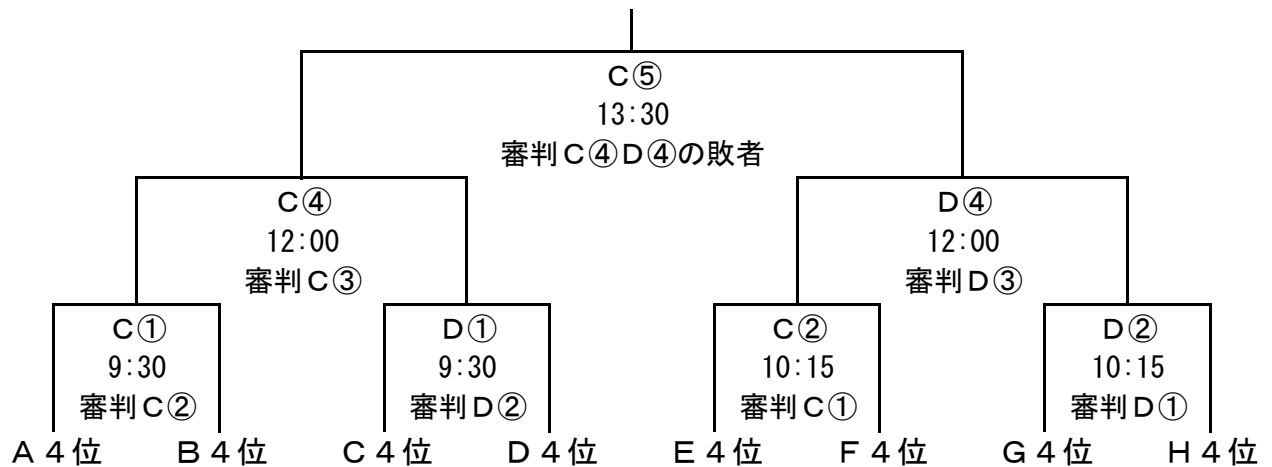 Ｃ⑤
13:30
審判Ｃ④Ｄ④の敗者
Ｃ④
12:00
審判Ｃ③
Ｄ④
12:00
審判Ｄ③
Ｃ①
9:30
審判Ｃ②
Ｄ①
9:30
審判Ｄ②
Ｃ②
10:15
審判Ｃ①
Ｄ②
10:15
審判Ｄ①
Ａ４位 Ｂ４位 Ｃ４位 Ｄ４位 Ｅ４位 Ｆ４位 Ｇ４位 Ｈ４位